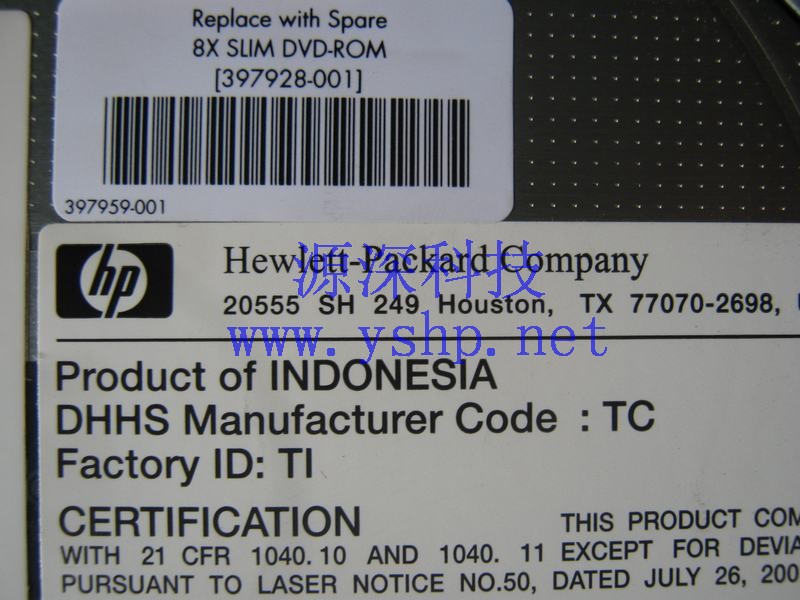 Replace with Spare
8X SLIM DVD-ROM
[397928-001]
397959-001
hp
Hewlett-Packard Company
源深科技
20555 SH 249 Houston, TX 77070-2698,
www.yshp.net
Product of INDONESIA
DHHS Manufacturer Code : TC
Factory ID: TI
CERTIFICATION THIS PRODUCT COM
WITH 21 CFR 1040.10 AND 1040. 11 EXCEPT FOR DEVIA
PURSUANT TO LASER NOTICE NO.50, DATED JULY 26, 200